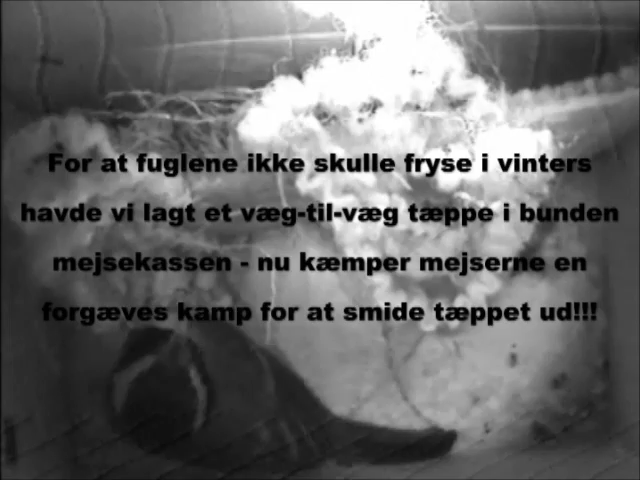 For at fuglene ikke skulle fryse i vinters
havde vi lagt et væg-til-væg tæppe i bunden
mejsekassen - nu kæmper mejserne en
forgæves kamp for at smide tæppet ud!!!